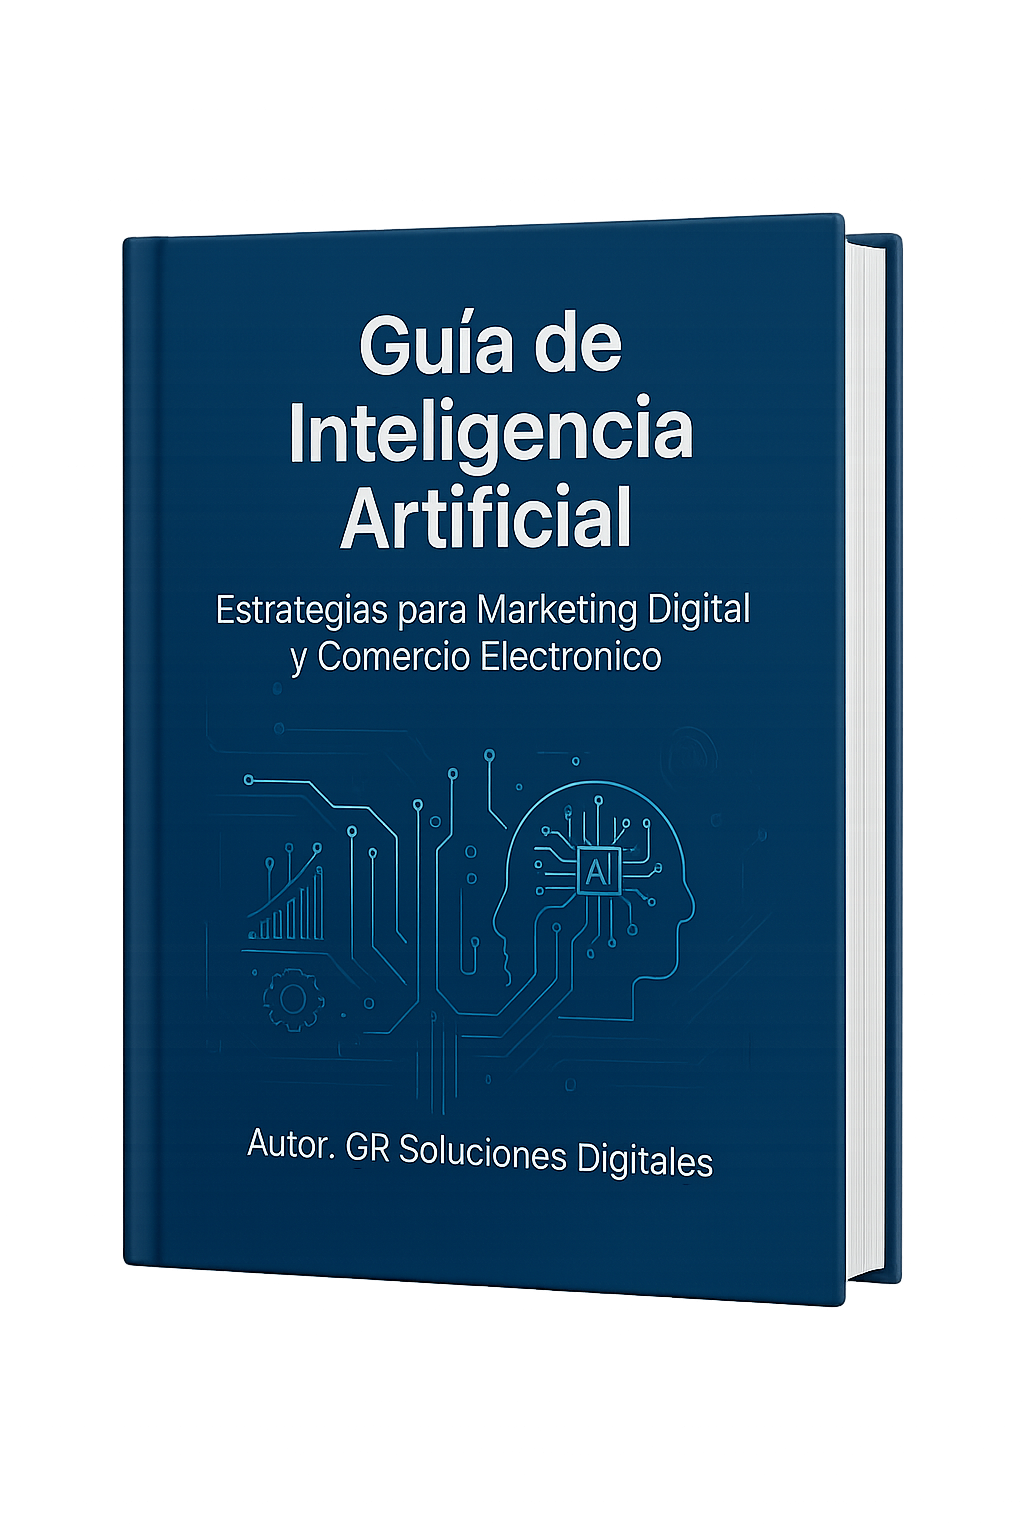 Guía de
Inteligencia
Artificial
Estrategias para Marketing Digital
y Comercio Electronico
AI
Autor. GR Soluciones Digitales